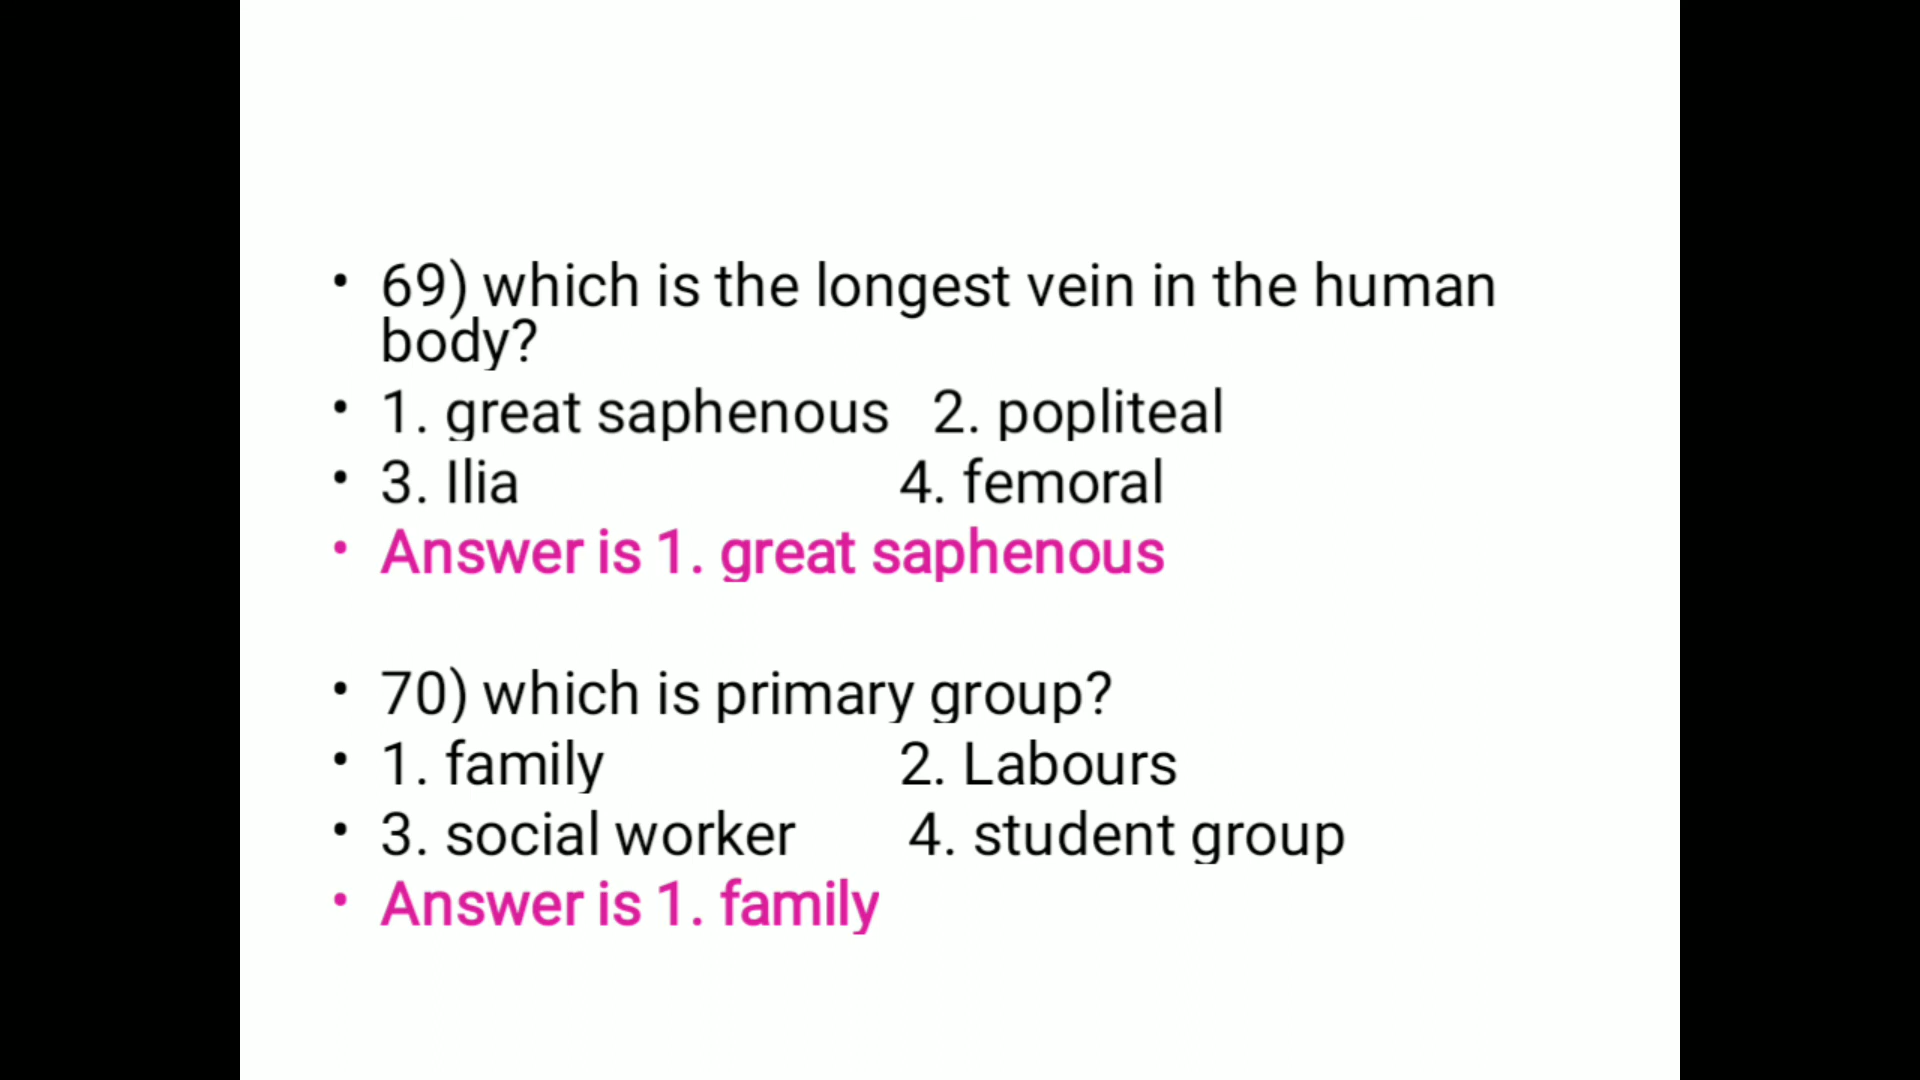 • 69) which is the longest vein in the human
body?
• 1. great saphenous 2. popliteal
• 3. Ilia 4. femoral
• Answer is 1. great saphenous
• 70) which is primary group?
• 1. family 2. Labours
• 3. social worker 4. student group
• Answer is 1. family